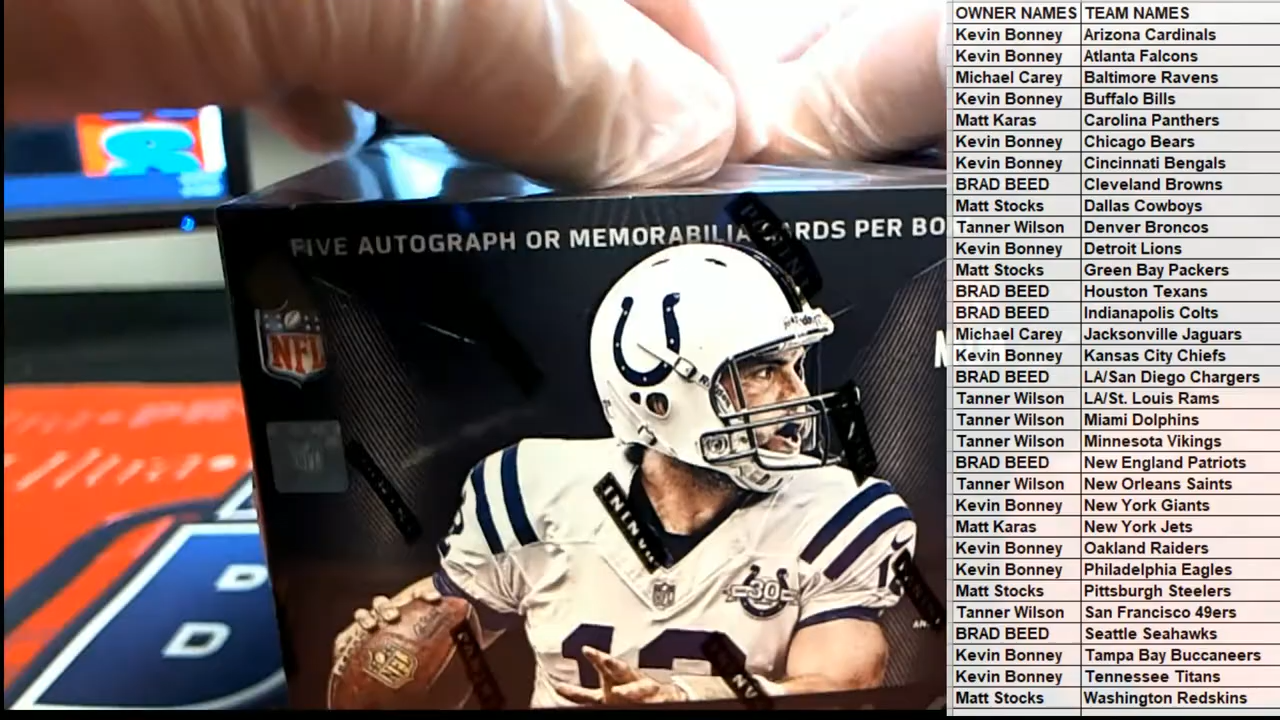 OWNER NAMES TEAM NAMES
Kevin Bonney Arizona Cardinals
Kevin Bonney Atlanta Falcons
Michael Carey Baltimore Ravens
Kevin Bonney Buffalo Bills
Matt Karas Carolina Panthers
Kevin Bonney Chicago Bears
Kevin Bonney Cincinnati Bengals
BRAD BEED Cleveland Browns
Matt Stocks Dallas Cowboys
Tanner Wilson Denver Broncos
Kevin Bonney Detroit Lions
Matt Stocks Green Bay Packers
BRAD BEED Houston Texans
BRAD BEED Indianapolis Colts
Michael Carey Jacksonville Jaguars
Kevin Bonney Kansas City Chiefs
BRAD BEED LA/San Diego Chargers
Tanner Wilson LA/St. Louis Rams
Tanner Wilson Miami Dolphins
Tanner Wilson Minnesota Vikings
BRAD BEED New England Patriots
Tanner Wilson New Orleans Saints
Kevin Bonney New York Giants
Matt Karas New York Jets
Kevin Bonney Oakland Raiders
Kevin Bonney Philadelphia Eagles
Matt Stocks Pittsburgh Steelers
Tanner Wilson San Francisco 49ers
BRAD BEED Seattle Seahawks
Kevin Bonney Tampa Bay Buccaneers
Kevin Bonney Tennessee Titans
Matt Stocks Washington Redskins
FIVE AUTOGRAPH OR MEMORABILIA CARDS PER BO
NFL
PANINI
PANINI
30
12
D
D